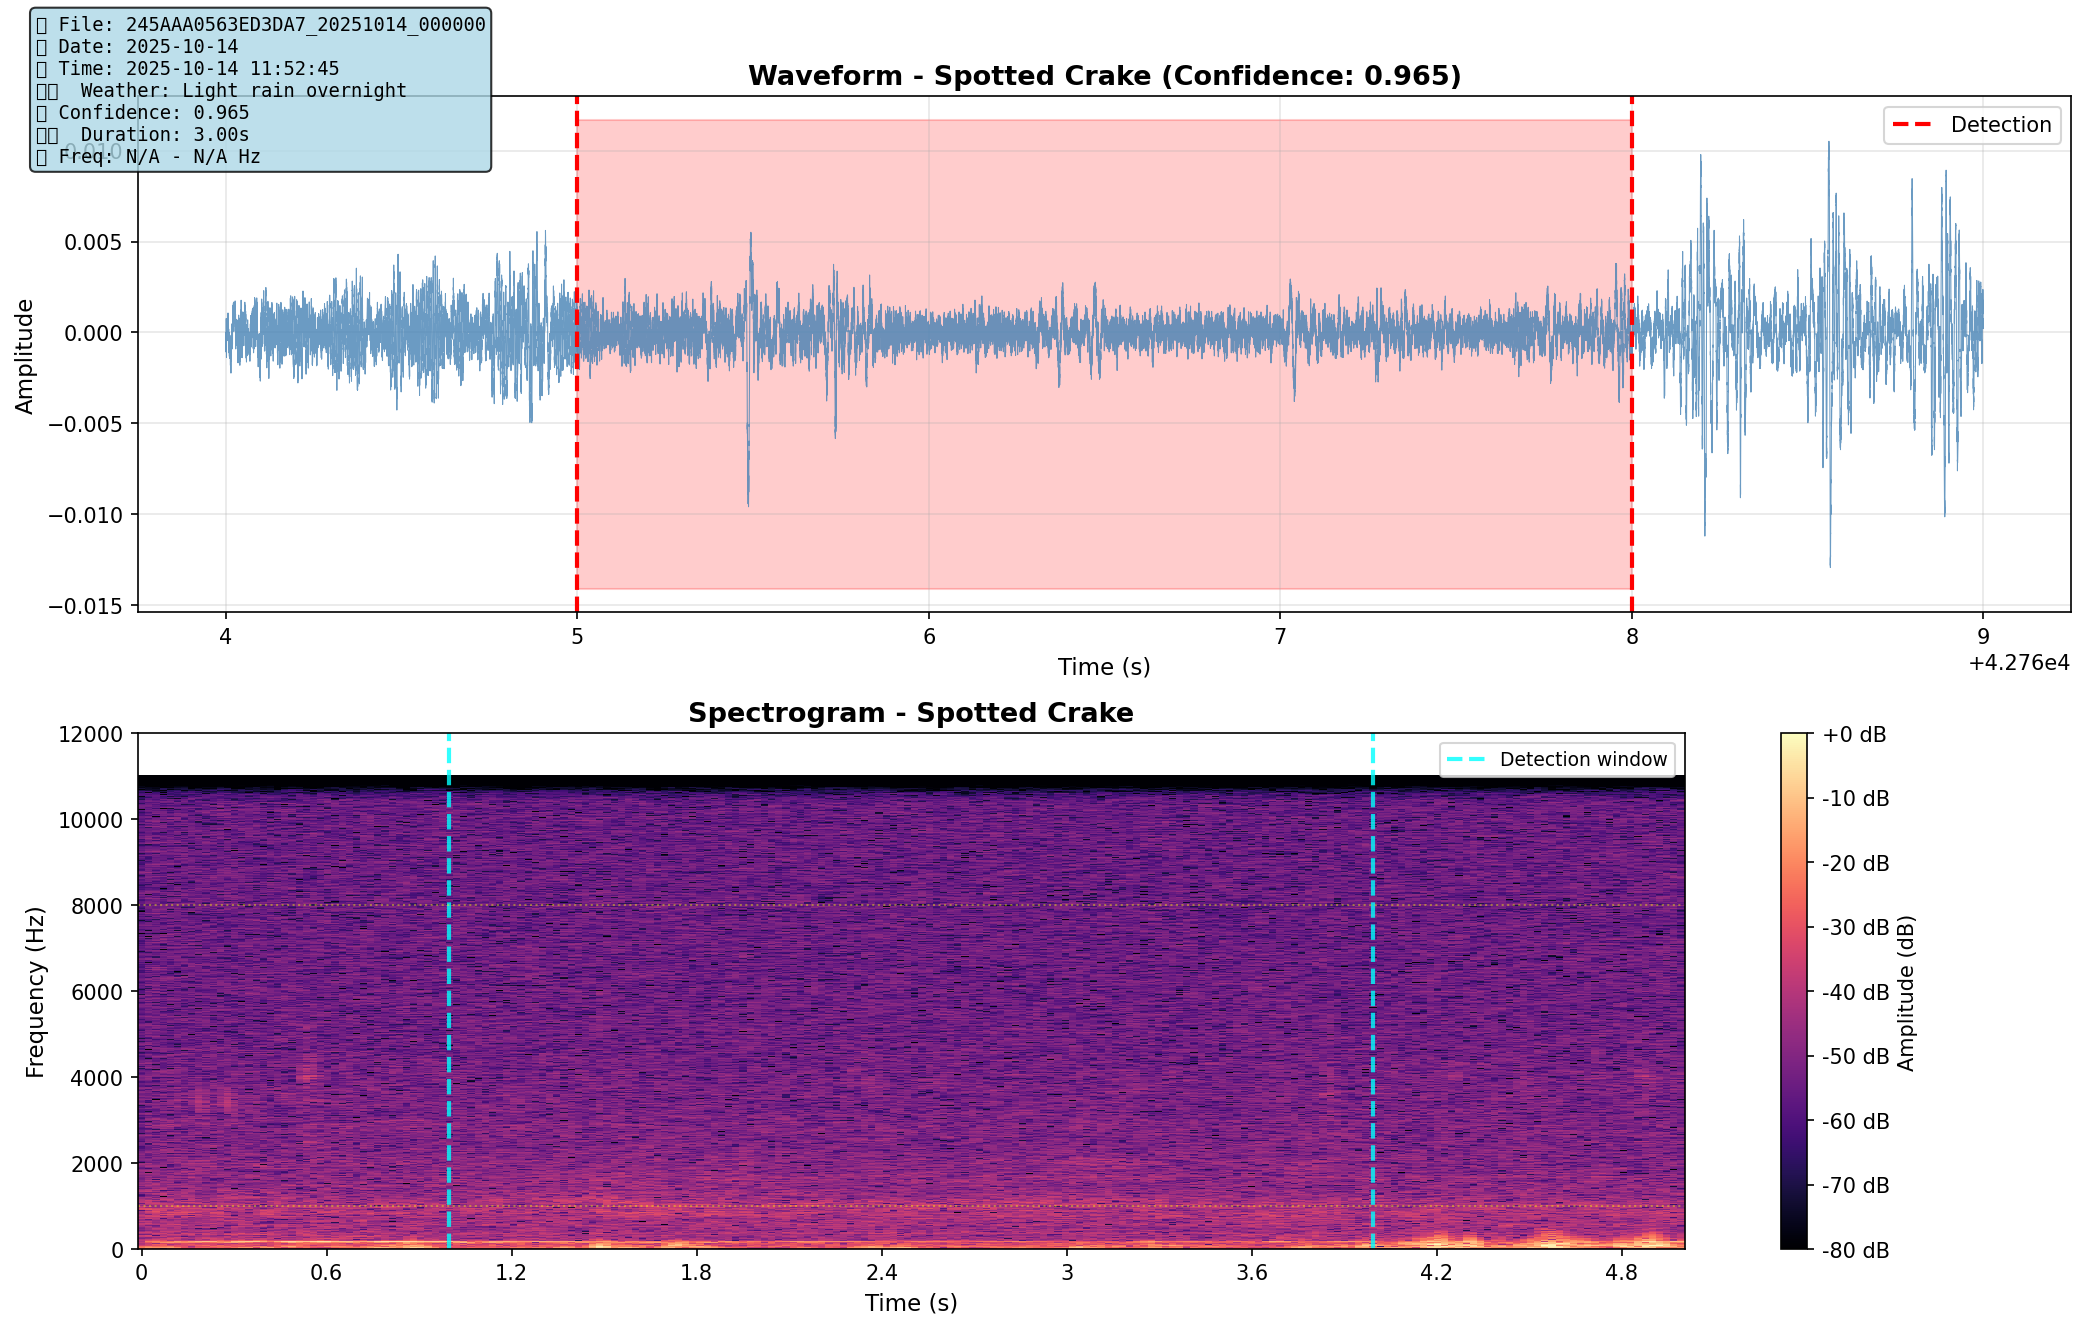 File: 245AAA0563ED3DA7_20251014_000000
Date: 2025-10-14
Time: 2025-10-14 11:52:45
Weather: Light rain overnight
Confidence: 0.965
Duration: 3.00s
Freq: N/A - N/A Hz
Waveform - Spotted Crake (Confidence: 0.965)
Detection
0.010
0.005
0.000
−0.005
−0.010
−0.015
Amplitude
4 5 6 7 8 9
Time (s)
+4.276e4
Spectrogram - Spotted Crake
Detection window
12000
10000
8000
6000
4000
2000
0
Frequency (Hz)
0 0.6 1.2 1.8 2.4 3 3.6 4.2 4.8
Time (s)
+0 dB
-10 dB
-20 dB
-30 dB
-40 dB
-50 dB
-60 dB
-70 dB
-80 dB
Amplitude (dB)